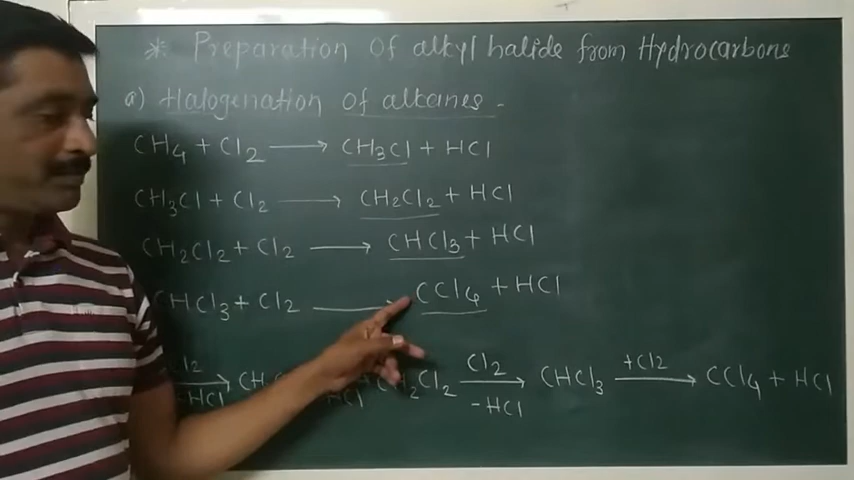 * Preparation of alkyl halide from Hydrocarbons
a) Halogenation of alkanes -
CH4 + Cl2 → CH3Cl + HCl
CH3Cl + Cl2 → CH2Cl2 + HCl
CH2Cl2 + Cl2 → CHCl3 + HCl
CHCl3 + Cl2 → CCl4 + HCl
Cl2 → -HCl HCl CH2Cl2 Cl2 → -HCl CHCl3 +Cl2 → CCl4 + HCl